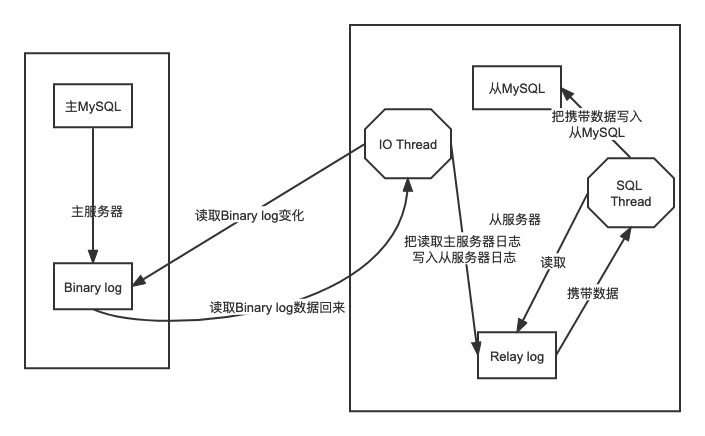 主MySQL
主服务器
Binary log
读取Binary log变化
读取Binary log数据回来
IO Thread
从MySQL
把携带数据写入
从MySQL
SQL
Thread
从服务器
把读取主服务器日志
写入从服务器日志
读取
携带数据
Relay log